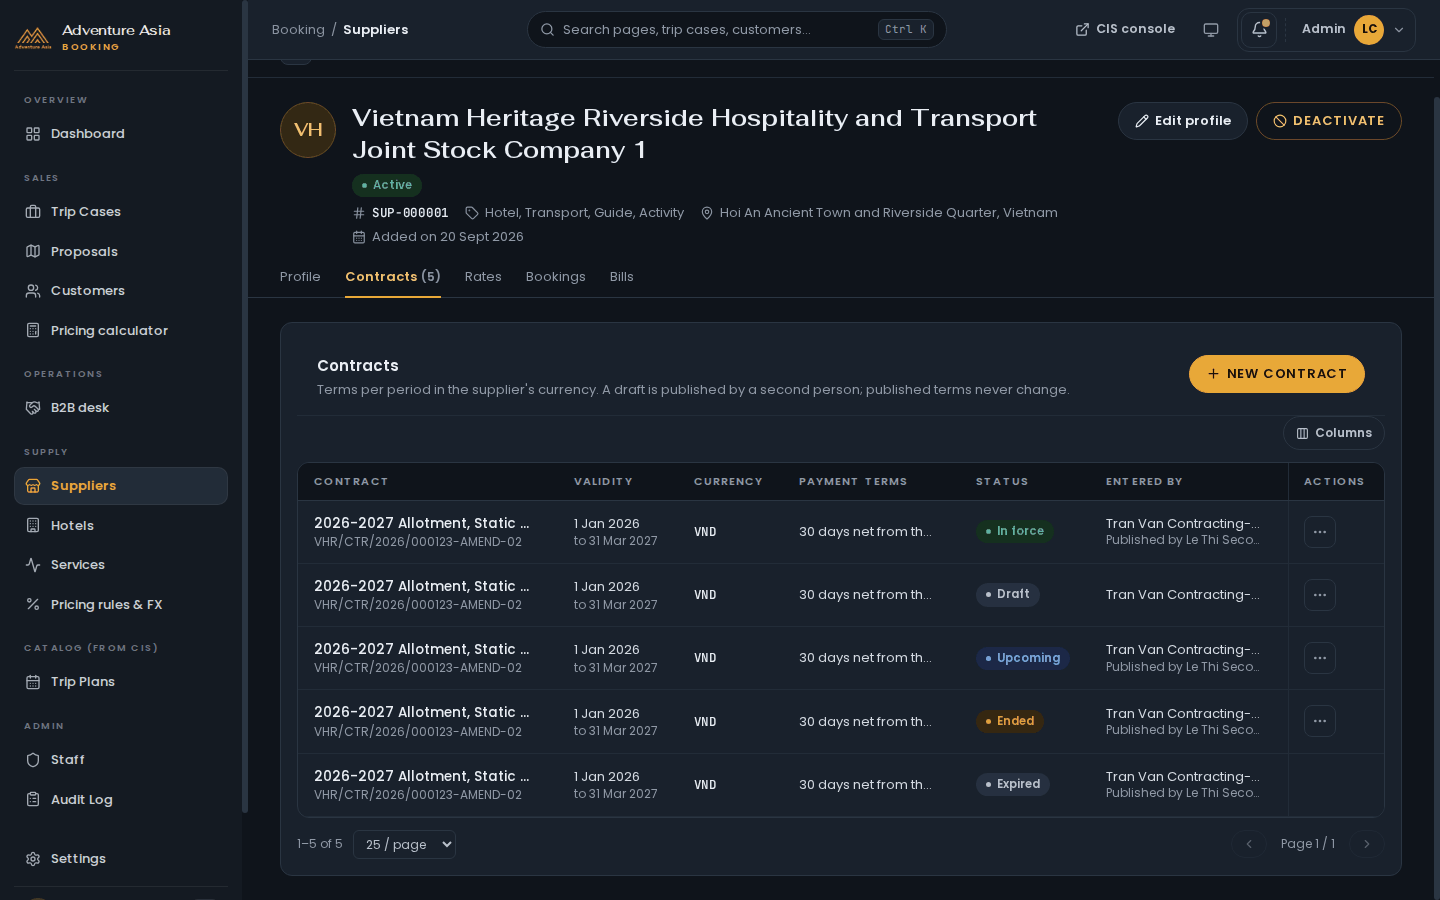 Adventure Asia
BOOKING
Adventure Asia
OVERVIEW
Dashboard
SALES
Trip Cases
Proposals
Customers
Pricing calculator
OPERATIONS
B2B desk
SUPPLY
Suppliers
Hotels
Services
Pricing rules & FX
CATALOG (FROM CIS)
Trip Plans
ADMIN
Staff
Audit Log
Settings
Booking / Suppliers
Search pages, trip cases, customers...
Ctrl K
CIS console
Admin
LC
VH
Vietnam Heritage Riverside Hospitality and Transport
Joint Stock Company 1
Edit profile
DEACTIVATE
Active
SUP-000001
Hotel, Transport, Guide, Activity
Hoi An Ancient Town and Riverside Quarter, Vietnam
Added on 20 Sept 2026
Profile
Contracts (5)
Rates
Bookings
Bills
Contracts
Terms per period in the supplier's currency. A draft is published by a second person; published terms never change.
NEW CONTRACT
Columns
CONTRACT VALIDITY CURRENCY PAYMENT TERMS STATUS ENTERED BY ACTIONS
2026-2027 Allotment, Static ... 1 Jan 2026 VND 30 days net from th... In force Tran Van Contracting-...
VHR/CTR/2026/000123-AMEND-02 to 31 Mar 2027 Published by Le Thi Seco...
2026-2027 Allotment, Static ... 1 Jan 2026 VND 30 days net from th... Draft Tran Van Contracting-...
VHR/CTR/2026/000123-AMEND-02 to 31 Mar 2027
2026-2027 Allotment, Static ... 1 Jan 2026 VND 30 days net from th... Upcoming Tran Van Contracting-...
VHR/CTR/2026/000123-AMEND-02 to 31 Mar 2027 Published by Le Thi Seco...
2026-2027 Allotment, Static ... 1 Jan 2026 VND 30 days net from th... Ended Tran Van Contracting-...
VHR/CTR/2026/000123-AMEND-02 to 31 Mar 2027 Published by Le Thi Seco...
2026-2027 Allotment, Static ... 1 Jan 2026 VND 30 days net from th... Expired Tran Van Contracting-...
VHR/CTR/2026/000123-AMEND-02 to 31 Mar 2027 Published by Le Thi Seco...
1–5 of 5
25 / page
Page 1 / 1